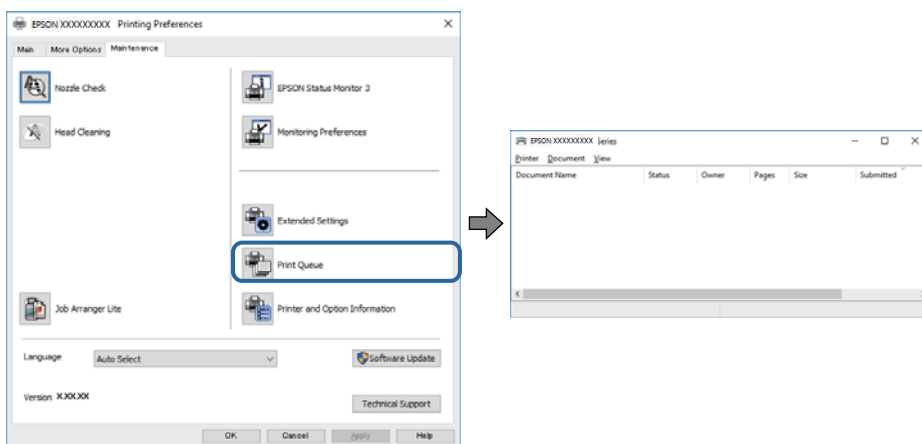 EPSON XXXXXXXXX Printing Preferences
Main More Options Maintenance
Nozzle Check
EPSON Status Monitor 3
Head Cleaning
Monitoring Preferences
Extended Settings
Print Queue
Job Arranger Lite
Printer and Option Information
Language Auto Select Software Update
Version X.XX.XX
Technical Support
OK Cancel Apply Help
EPSON XXXXXXXXX Series
Printer Document View
Document Name Status Owner Pages Size Submitted